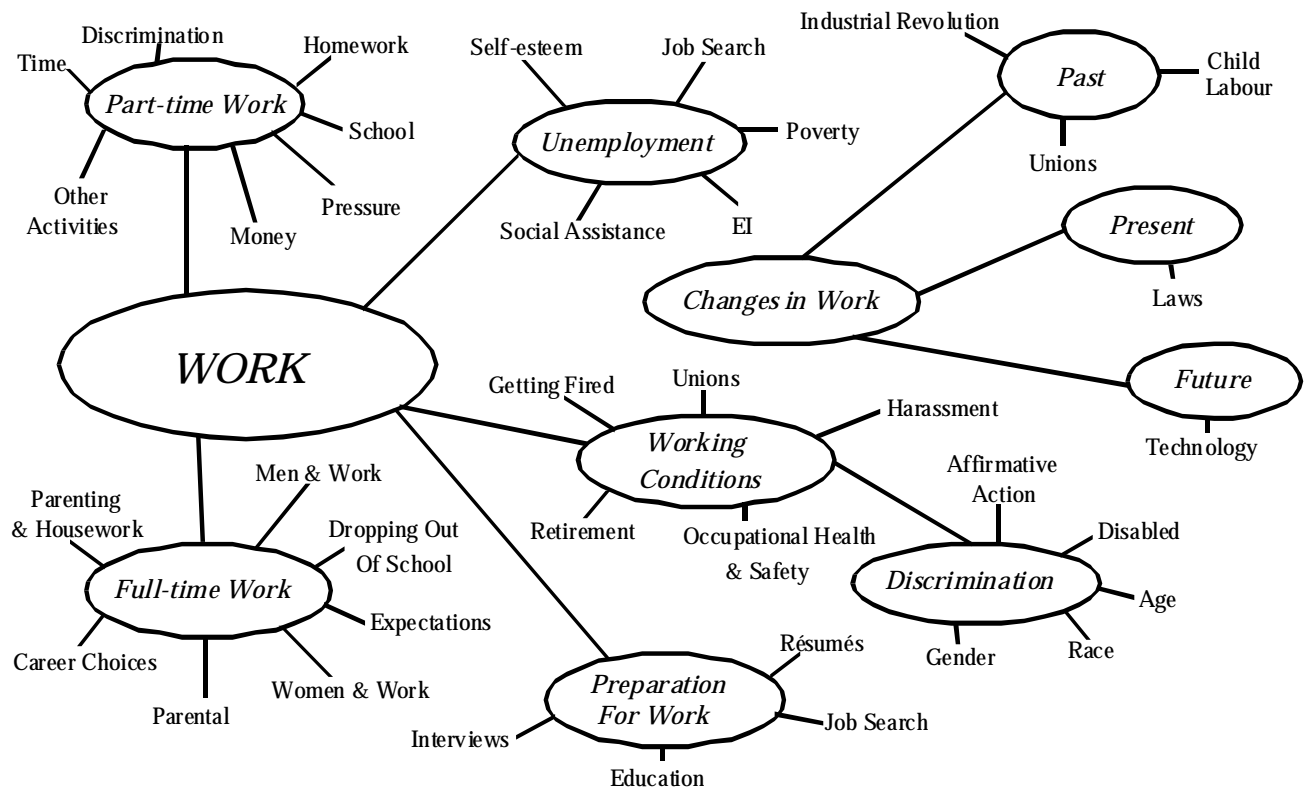 Discrimination
Time
Homework
Part-time Work
School
Pressure
Other
Activities
Money
Self-esteem
Job Search
Unemployment
Poverty
Social Assistance
EI
Industrial Revolution
Past
Child
Labour
Unions
Present
Laws
Changes in Work
Future
Technology
WORK
Getting Fired
Unions
Harassment
Working
Conditions
Retirement
Occupational Health
& Safety
Affirmative
Action
Disabled
Discrimination
Age
Race
Gender
Men & Work
Parenting
& Housework
Dropping Out
Of School
Full-time Work
Expectations
Career Choices
Women & Work
Parental
Résumés
Preparation
For Work
Job Search
Interviews
Education